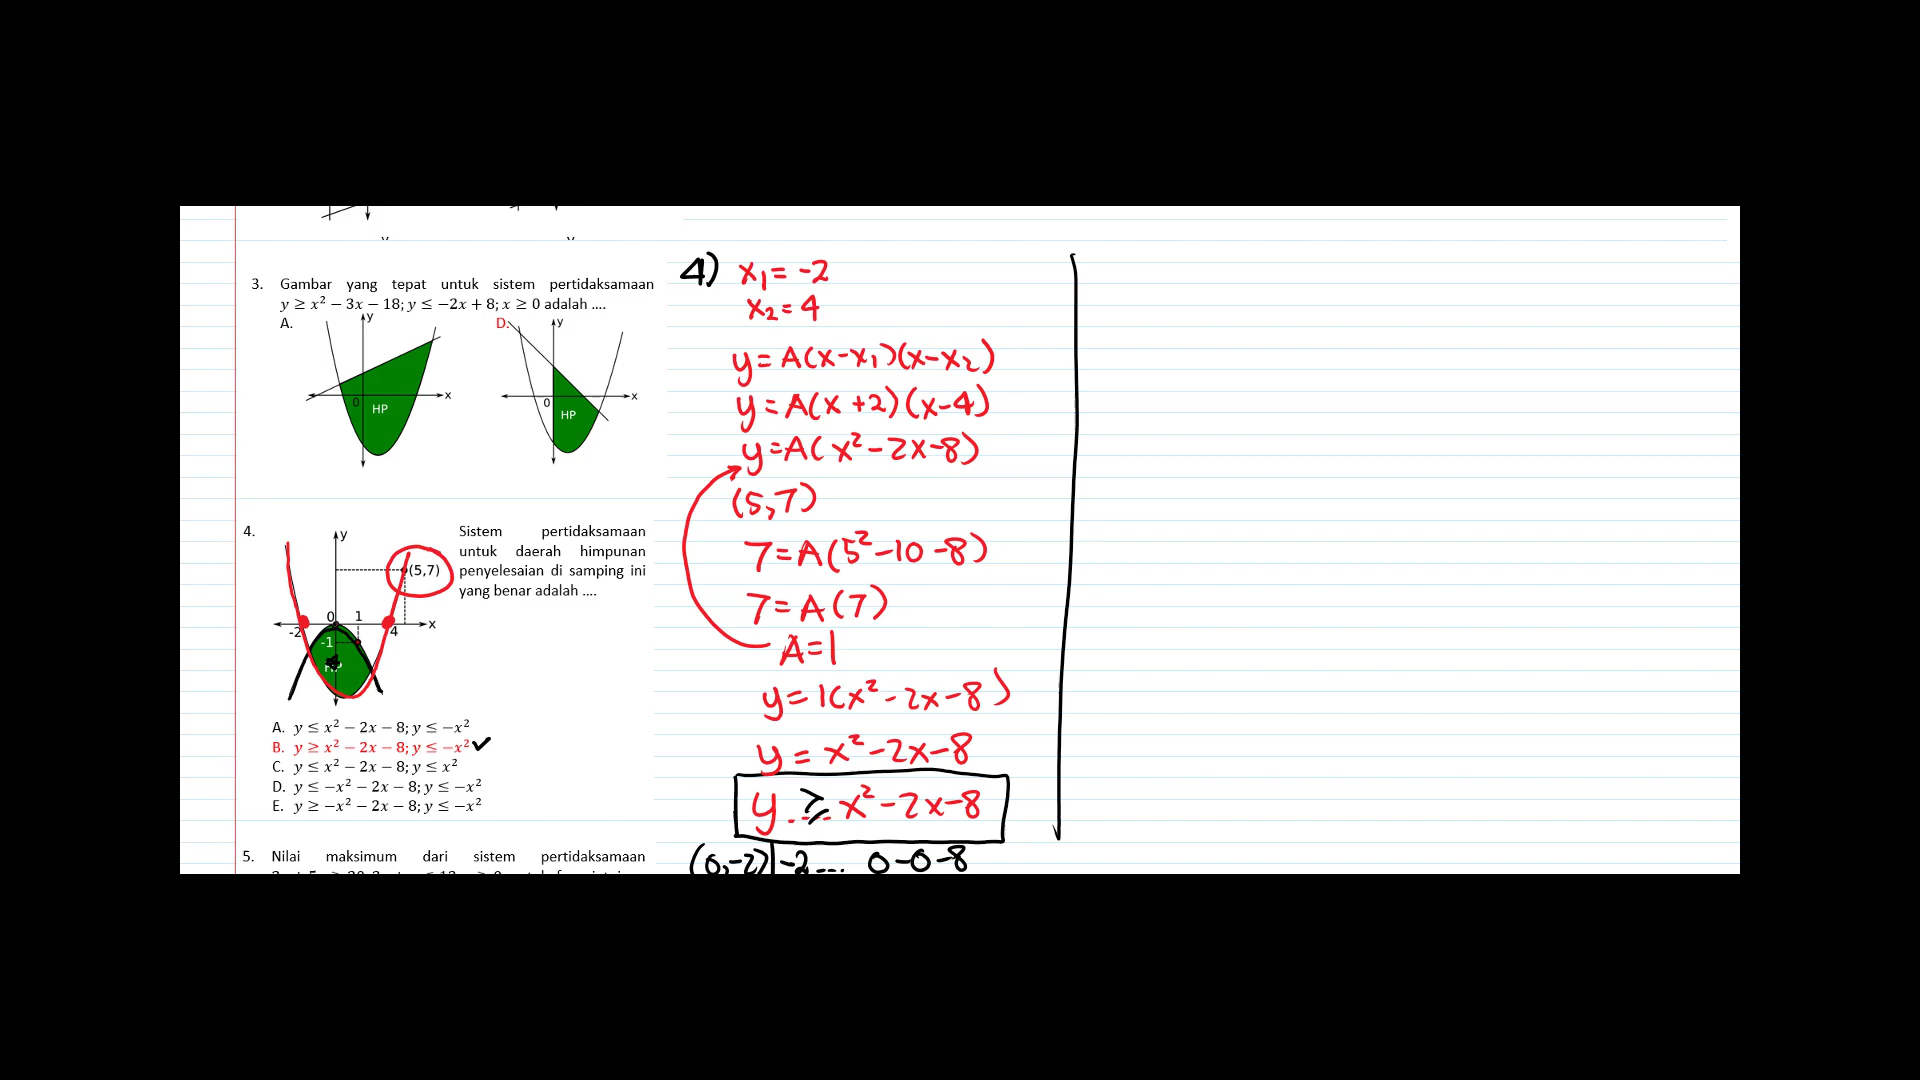 3. Gambar yang tepat untuk sistem pertidaksamaan
y ≥ x² − 3x − 18; y ≤ −2x + 8; x ≥ 0 adalah ....
A.
y
x
0
HP
D.
y
x
0
HP
4.
Sistem pertidaksamaan
untuk daerah himpunan
penyelesaian di samping ini
yang benar adalah ....
y
(5,7)
0 1
-2 4 x
-1
A. y ≤ x² − 2x − 8; y ≤ −x²
B. y ≥ x² − 2x − 8; y ≤ −x² ✓
C. y ≤ x² − 2x − 8; y ≤ x²
D. y ≤ −x² − 2x − 8; y ≤ −x²
E. y ≥ −x² − 2x − 8; y ≤ −x²
5. Nilai maksimum dari sistem pertidaksamaan
4) x₁ = -2
x₂ = 4
y = A(x-x₁)(x-x₂)
y = A(x+2)(x-4)
y = A(x²-2x-8)
(5,7)
7 = A(5²-10-8)
7 = A(7)
A = 1
y = 1(x²-2x-8)
y = x²-2x-8
y ≥ x²-2x-8
(0,-2) | -2 .... 0-0-8